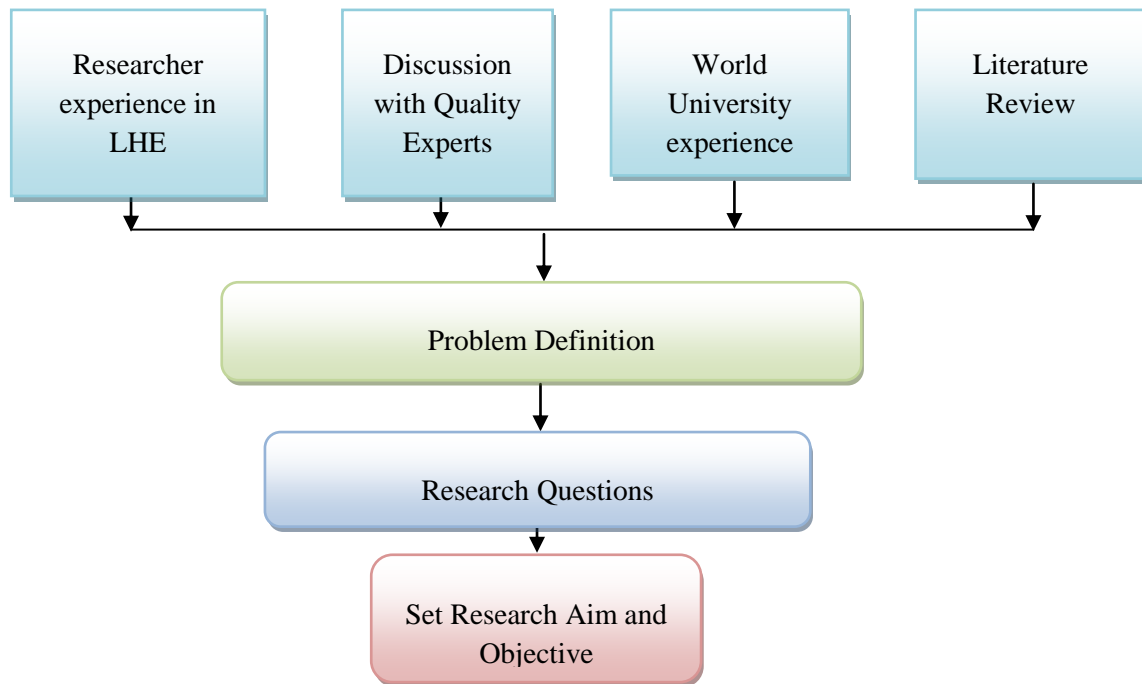 Researcher
experience in
LHE
Discussion
with Quality
Experts
World
University
experience
Literature
Review
Problem Definition
Research Questions
Set Research Aim and
Objective